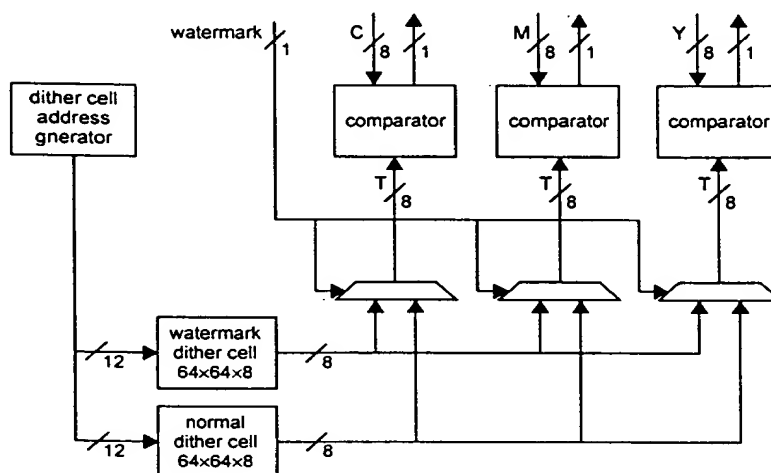 watermark 1 C 8 1 M 8 1 Y 8 1
dither cell
address
gnerator
comparator comparator comparator
T 8 T 8 T 8
watermark
dither cell
64×64×8
12 8
normal
dither cell
64×64×8
12 8